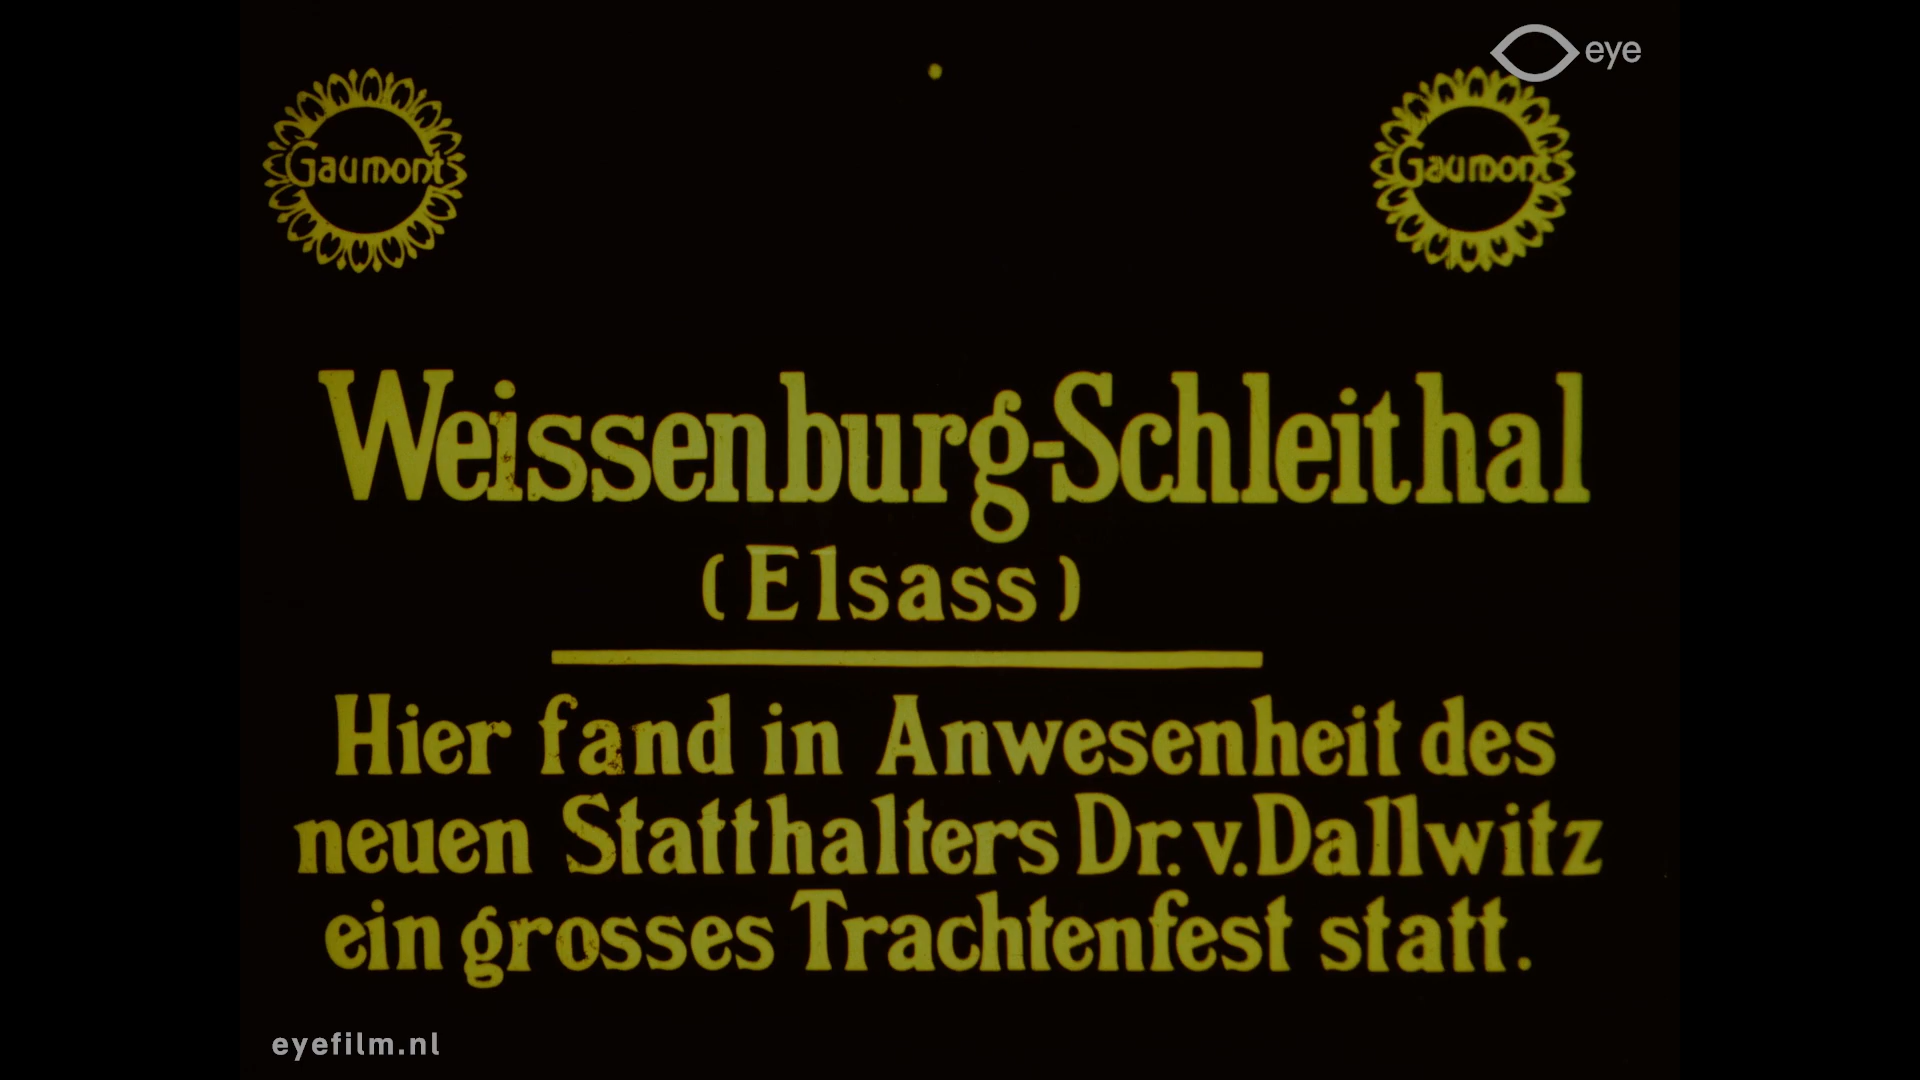 eye
Gaumont
Gaumont
Weissenburg-Schleithal
(Elsass)
Hier fand in Anwesenheit des
neuen Statthalters Dr. v. Dallwitz
ein grosses Trachtenfest statt.
eyefilm.nl